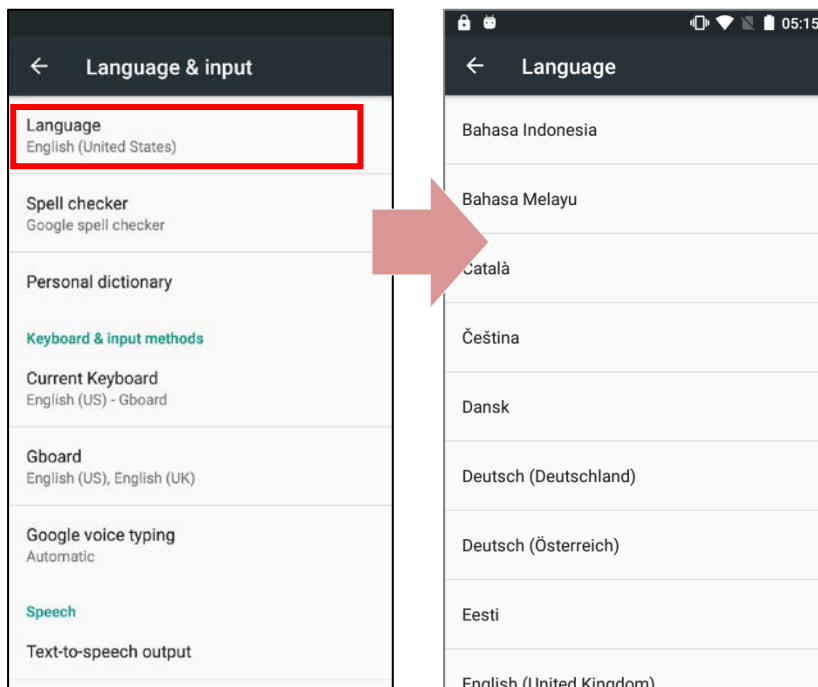 Language & input
Language
English (United States)
Spell checker
Google spell checker
Personal dictionary
Keyboard & input methods
Current Keyboard
English (US) - Gboard
Gboard
English (US), English (UK)
Google voice typing
Automatic
Speech
Text-to-speech output
05:15
Language
Bahasa Indonesia
Bahasa Melayu
Català
Čeština
Dansk
Deutsch (Deutschland)
Deutsch (Österreich)
Eesti
English (United Kingdom)